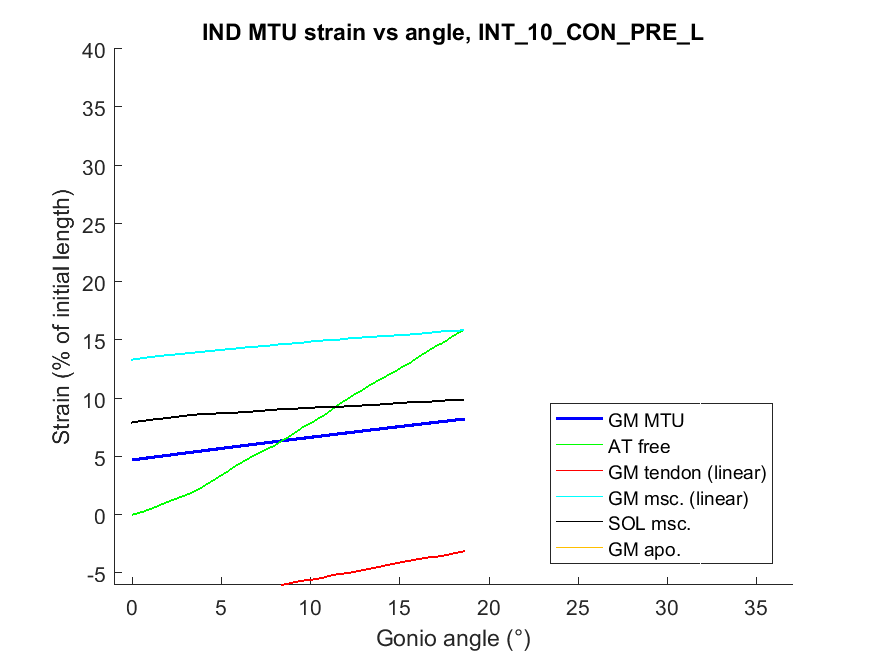 IND MTU strain vs angle, INT_10_CON_PRE_L
Strain (% of initial length)
40
35
30
25
20
15
10
5
0
-5
0 5 10 15 20 25 30 35
Gonio angle (°)
GM MTU
AT free
GM tendon (linear)
GM msc. (linear)
SOL msc.
GM apo.